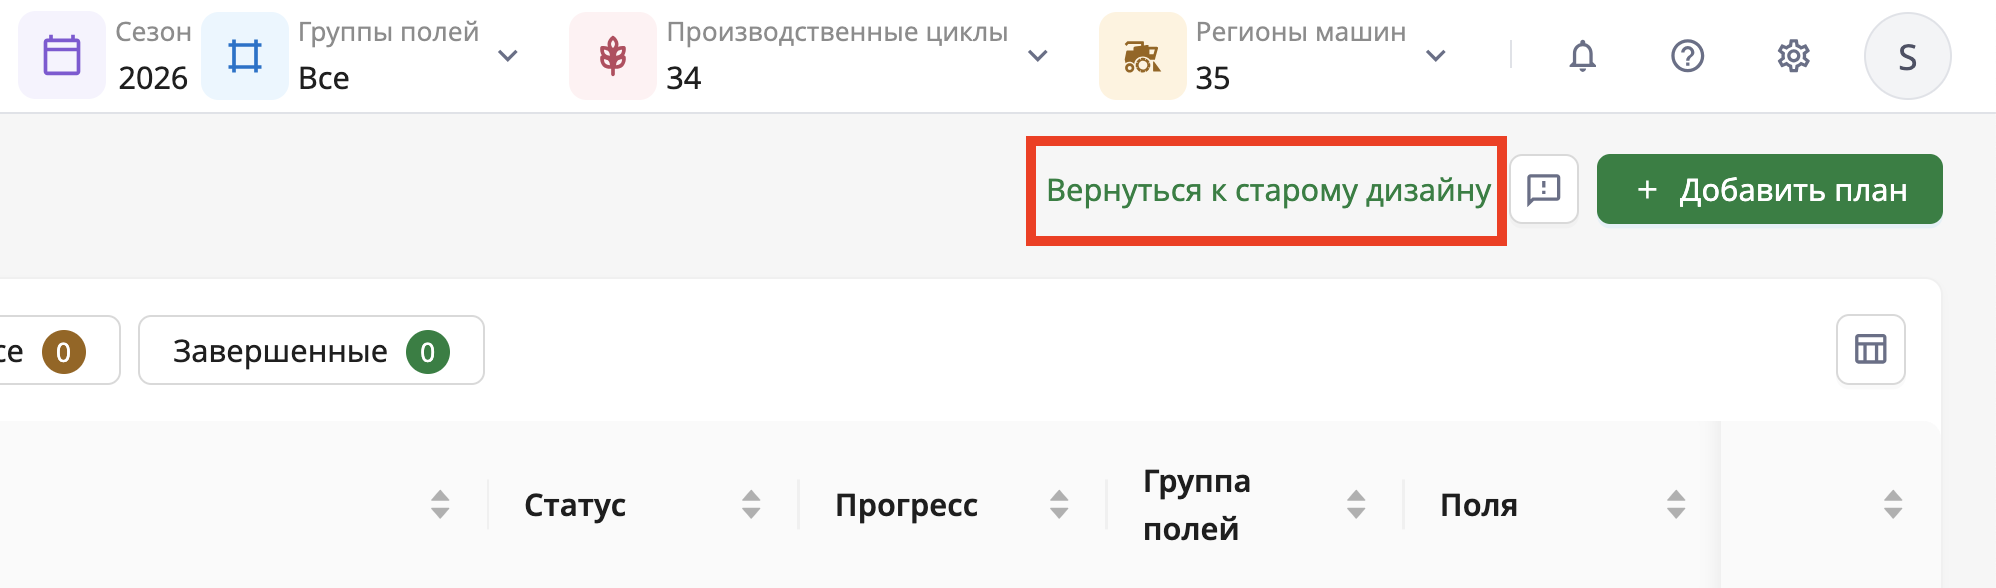 Сезон
2026
Группы полей
Все
Производственные циклы
34
Регионы машин
35
S
Вернуться к старому дизайну
+ Добавить план
се 0
Завершенные 0
Статус
Прогресс
Группа
полей
Поля